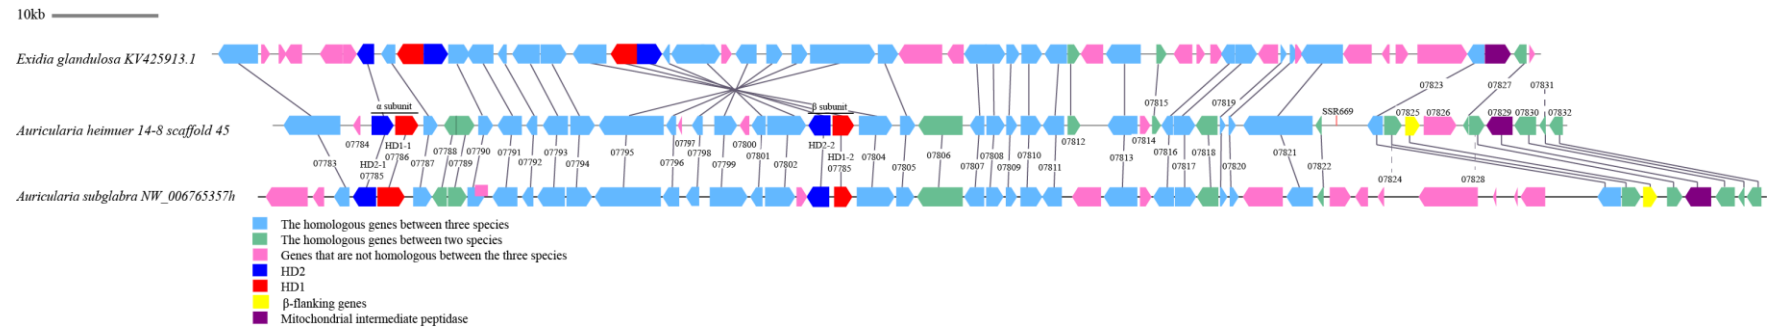 10kb
Exidia glandulosa KV425913.1
07823
07827
07831
α subunit
β subunit
07815
07819
SSR669
07825
07826
07829
07830
07832
Auricularia heimuer 14-8 scaffold 45
07783
07784
HD2-1
07785
HD1-1
07786
07787
07788
07789
07790
07791
07792
07793
07794
07795
07796
07797
07798
07799
07800
07801
07802
HD2-2
HD1-2
07785
07804
07805
07806
07807
07808
07809
07810
07811
07812
07813
07814
07816
07817
07818
07820
07821
07822
07824
07828
Auricularia subglabra NW_006765357h
The homologous genes between three species
The homologous genes between two species
Genes that are not homologous between the three species
HD2
HD1
β-flanking genes
Mitochondrial intermediate peptidase